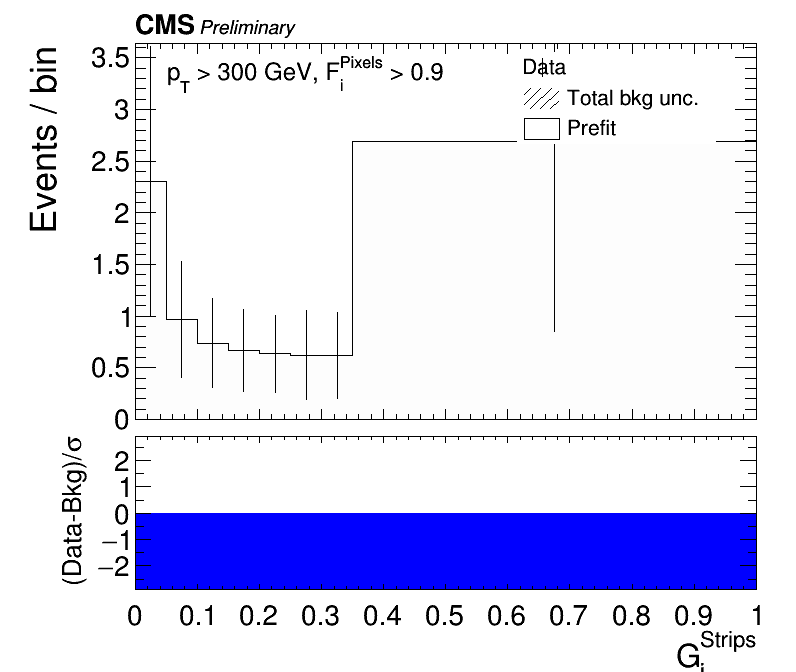 CMS Preliminary
p_T > 300 GeV, F_i^Pixels > 0.9
Data
Total bkg unc.
Prefit
Events / bin
3.5
3
2.5
2
1.5
1
0.5
0
(Data-Bkg)/σ
2
1
0
−1
−2
0 0.1 0.2 0.3 0.4 0.5 0.6 0.7 0.8 0.9 1
G_i^Strips